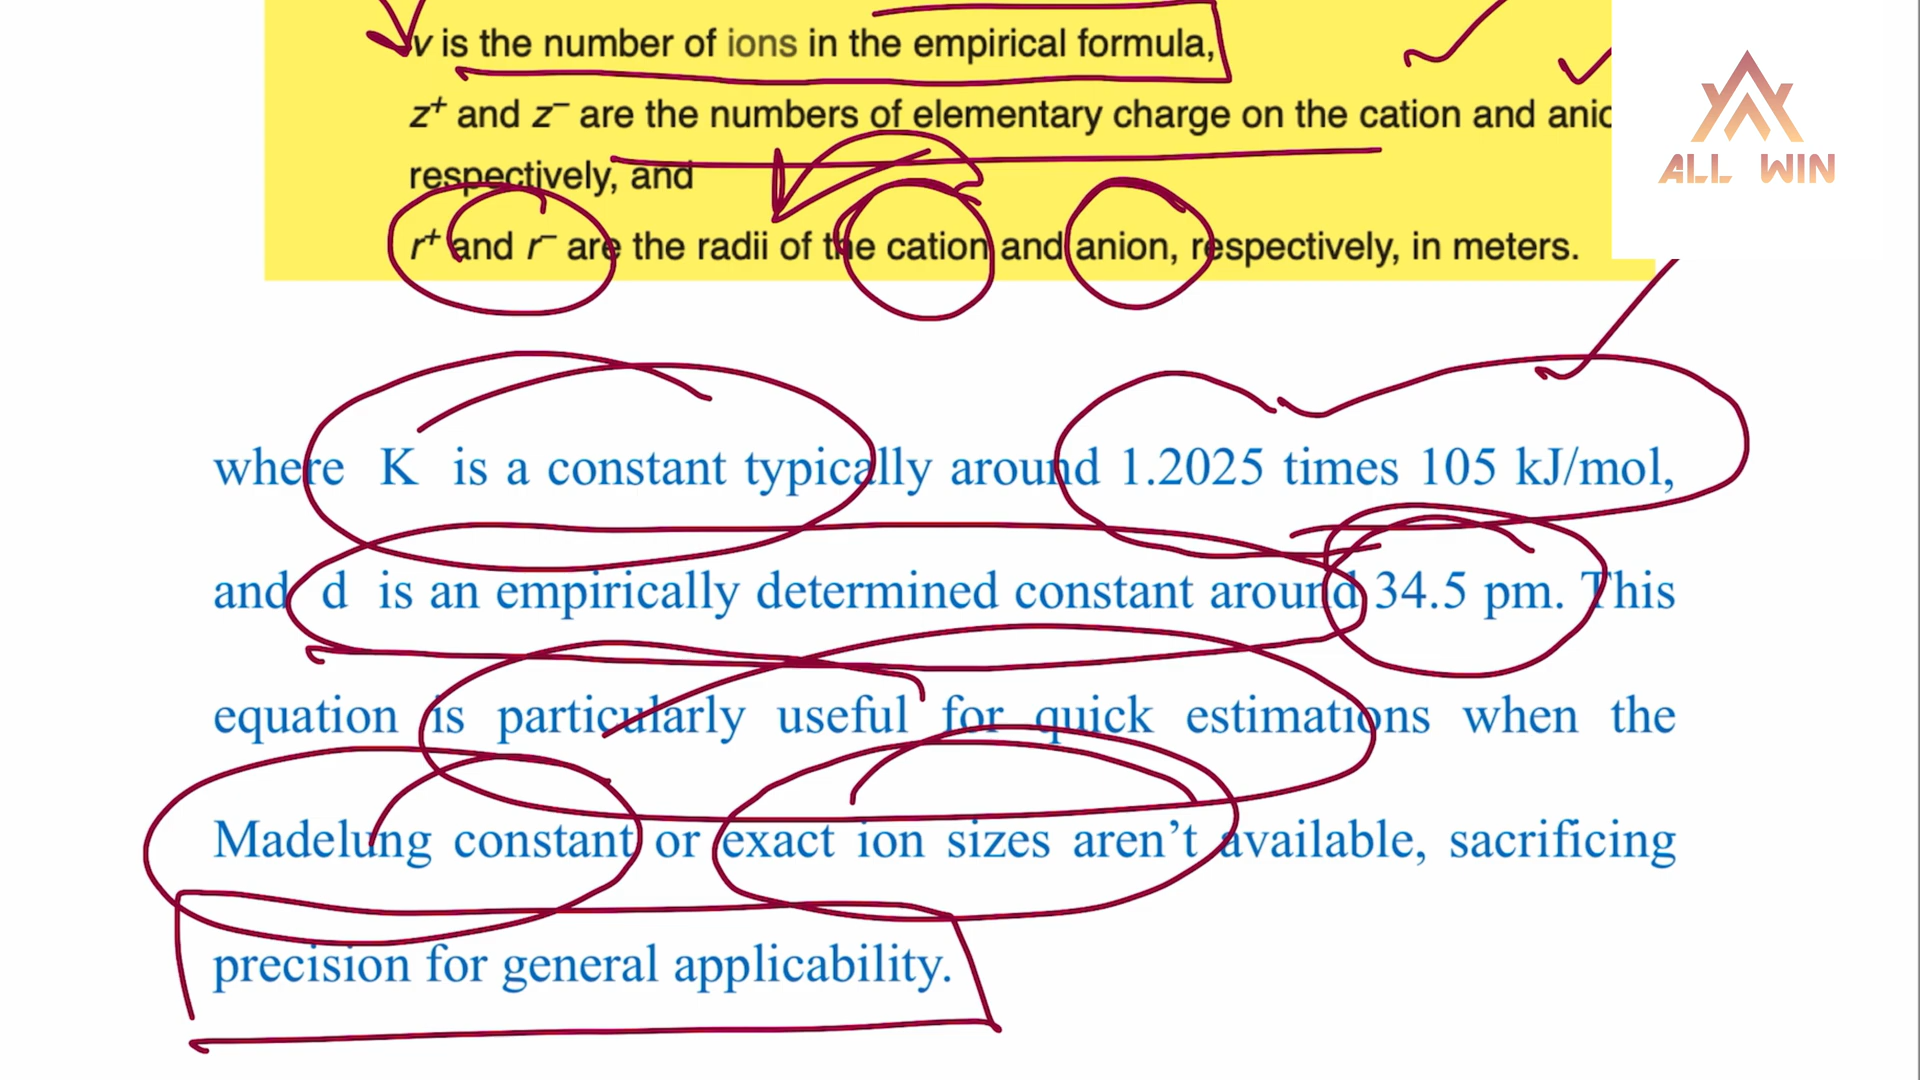 v is the number of ions in the empirical formula,
z⁺ and z⁻ are the numbers of elementary charge on the cation and
respectively, and
r⁺ and r⁻ are the radii of the cation and anion, respectively, in meters.
ALL WIN
where K is a constant typically around 1.2025 times 105 kJ/mol,
and d is an empirically determined constant around 34.5 pm. This
equation is particularly useful for quick estimations when the
Madelung constant or exact ion sizes aren’t available, sacrificing
precision for general applicability.